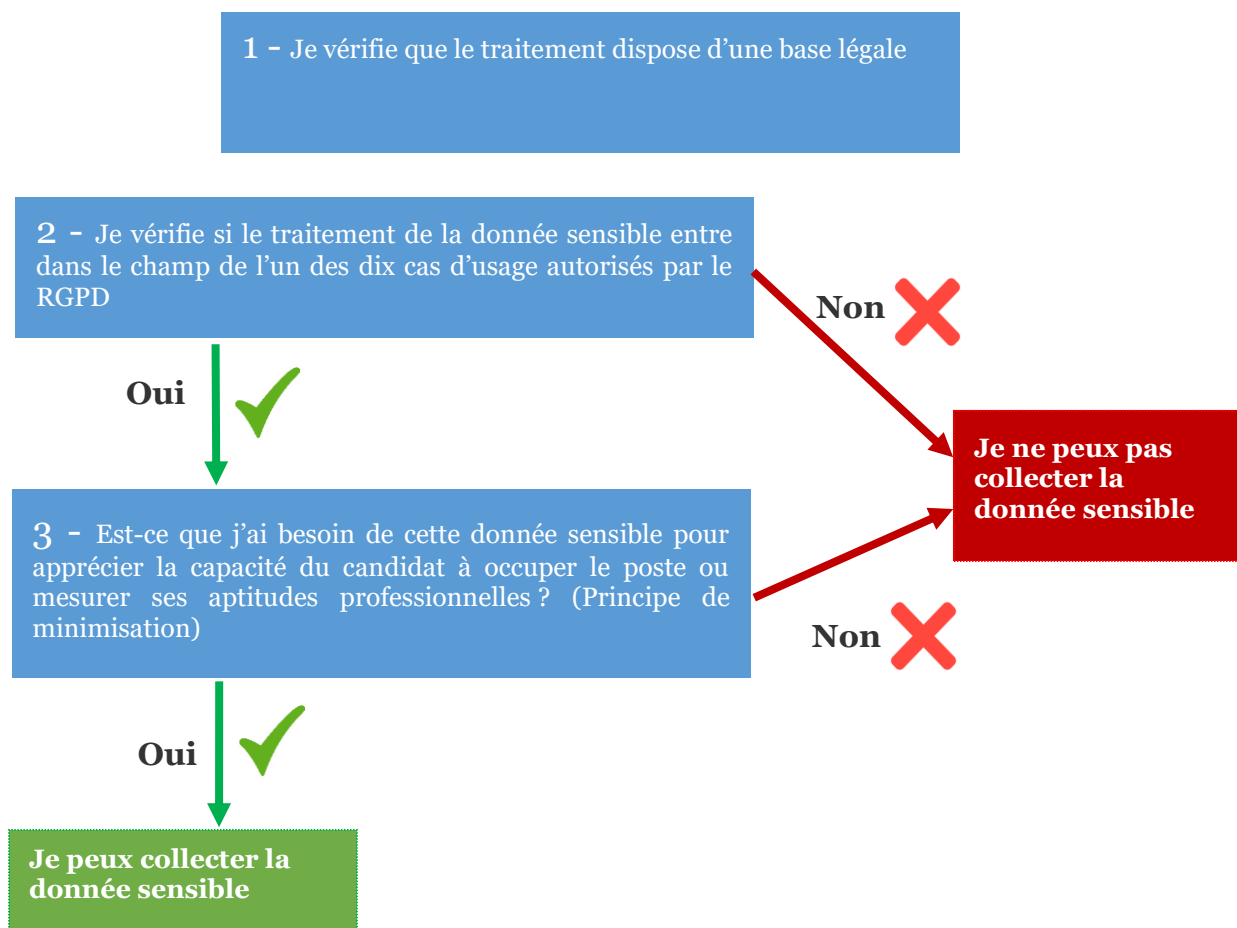 1 - Je vérifie que le traitement dispose d’une base légale
2 - Je vérifie si le traitement de la donnée sensible entre
dans le champ de l’un des dix cas d’usage autorisés par le
RGPD
Non
Oui
Je ne peux pas
collecter la
donnée sensible
3 - Est-ce que j’ai besoin de cette donnée sensible pour
apprécier la capacité du candidat à occuper le poste ou
mesurer ses aptitudes professionnelles ? (Principe de
minimisation)
Non
Oui
Je peux collecter la
donnée sensible